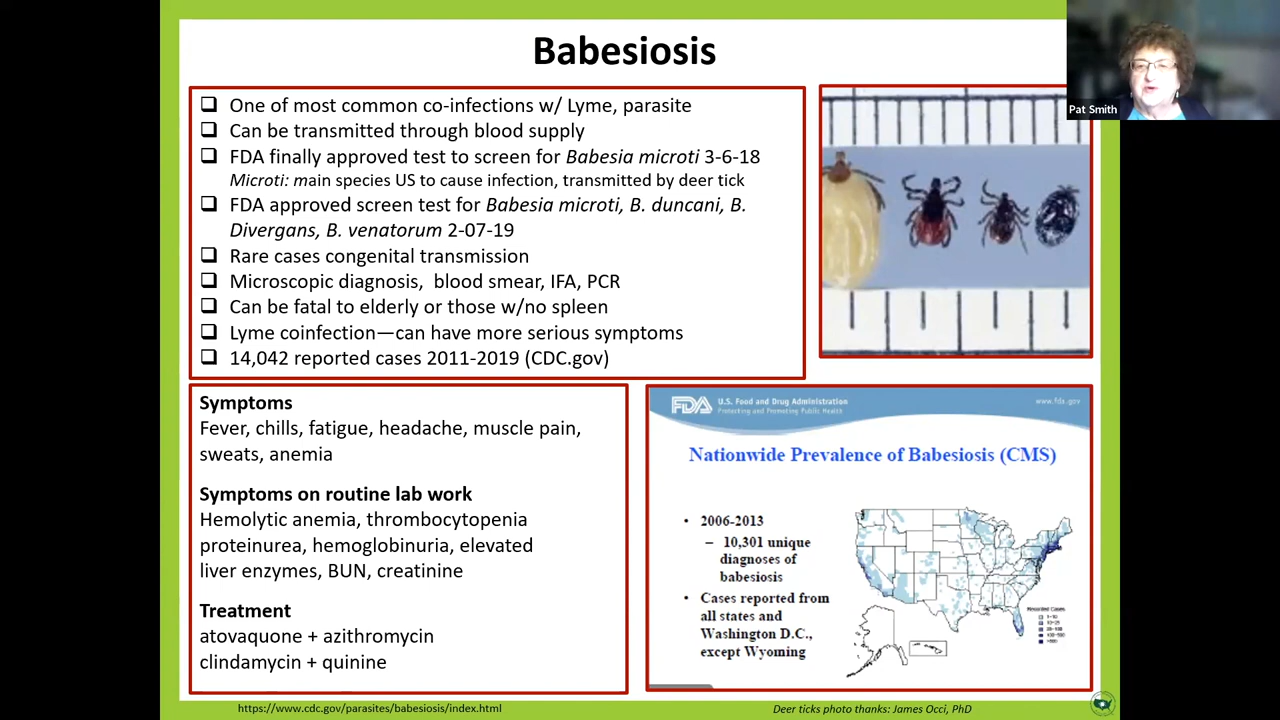 Babesiosis
Pat Smith
One of most common co-infections w/ Lyme, parasite
Can be transmitted through blood supply
FDA finally approved test to screen for Babesia microti 3-6-18
Microti: main species US to cause infection, transmitted by deer tick
FDA approved screen test for Babesia microti, B. duncani, B.
Divergans, B. venatorum 2-07-19
Rare cases congenital transmission
Microscopic diagnosis, blood smear, IFA, PCR
Can be fatal to elderly or those w/no spleen
Lyme coinfection—can have more serious symptoms
14,042 reported cases 2011-2019 (CDC.gov)
Symptoms
Fever, chills, fatigue, headache, muscle pain,
sweats, anemia
Symptoms on routine lab work
Hemolytic anemia, thrombocytopenia
proteinurea, hemoglobinuria, elevated
liver enzymes, BUN, creatinine
Treatment
atovaquone + azithromycin
clindamycin + quinine
FDA U.S. Food and Drug Administration
Protecting and Promoting Public Health
www.fda.gov
Nationwide Prevalence of Babesiosis (CMS)
• 2006-2013
– 10,301 unique
diagnoses of
babesiosis
• Cases reported from
all states and
Washington D.C.,
except Wyoming
https://www.cdc.gov/parasites/babesiosis/index.html
Deer ticks photo thanks: James Occi, PhD